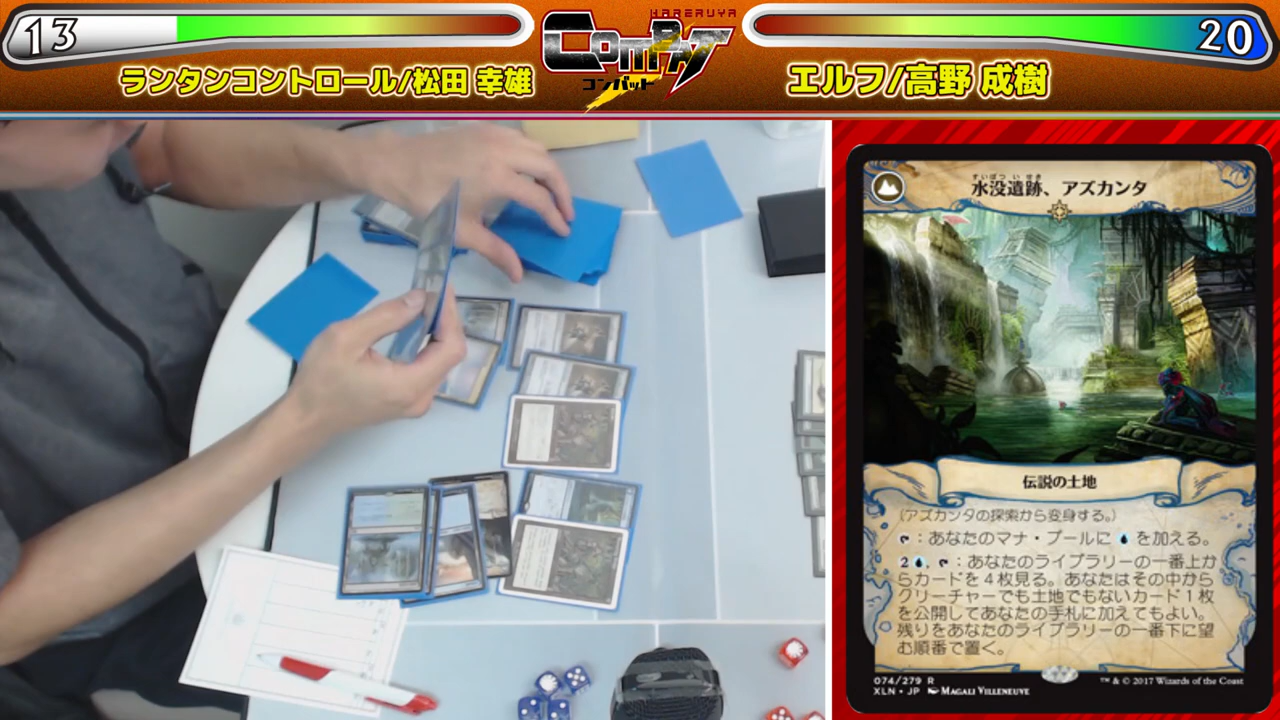 13
HARERUYA
COMPAT
コンバット
20
ランタンコントロール/松田 幸雄
エルフ/高野 成樹
すいぼつ い せき
水没遺跡、アズカンタ
伝説の土地
(アズカンタの探索から変身する。)
:あなたのマナ・プールに を加える。
2 , :あなたのライブラリーの一番上か
らカードを4枚見る。あなたはその中から
クリーチャーでも土地でもないカード1枚
を公開してあなたの手札に加えてもよい。
残りをあなたのライブラリーの一番下に望
む順番で置く。
074/279 R
XLN • JP MAGALI VILLENEUVE
™ & © 2017 Wizards of the Coast